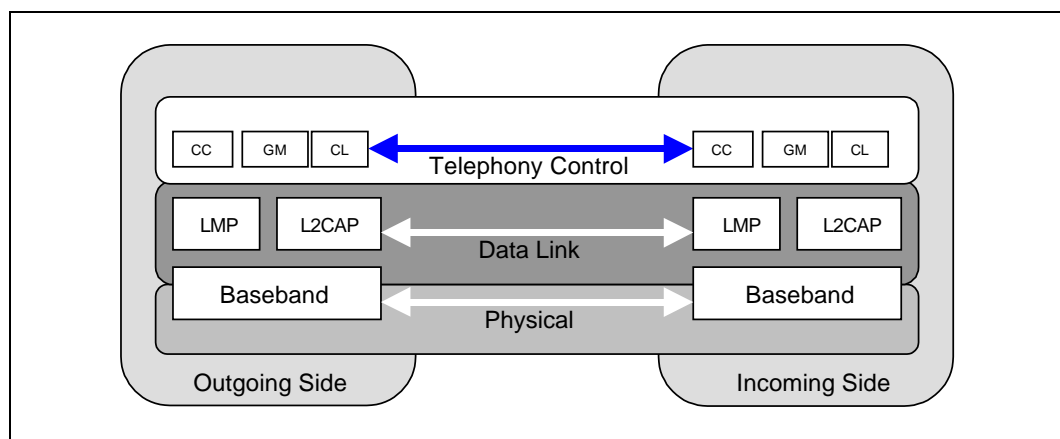 CC GM CL CC GM CL
Telephony Control
LMP L2CAP LMP L2CAP
Data Link
Baseband Baseband
Physical
Outgoing Side Incoming Side